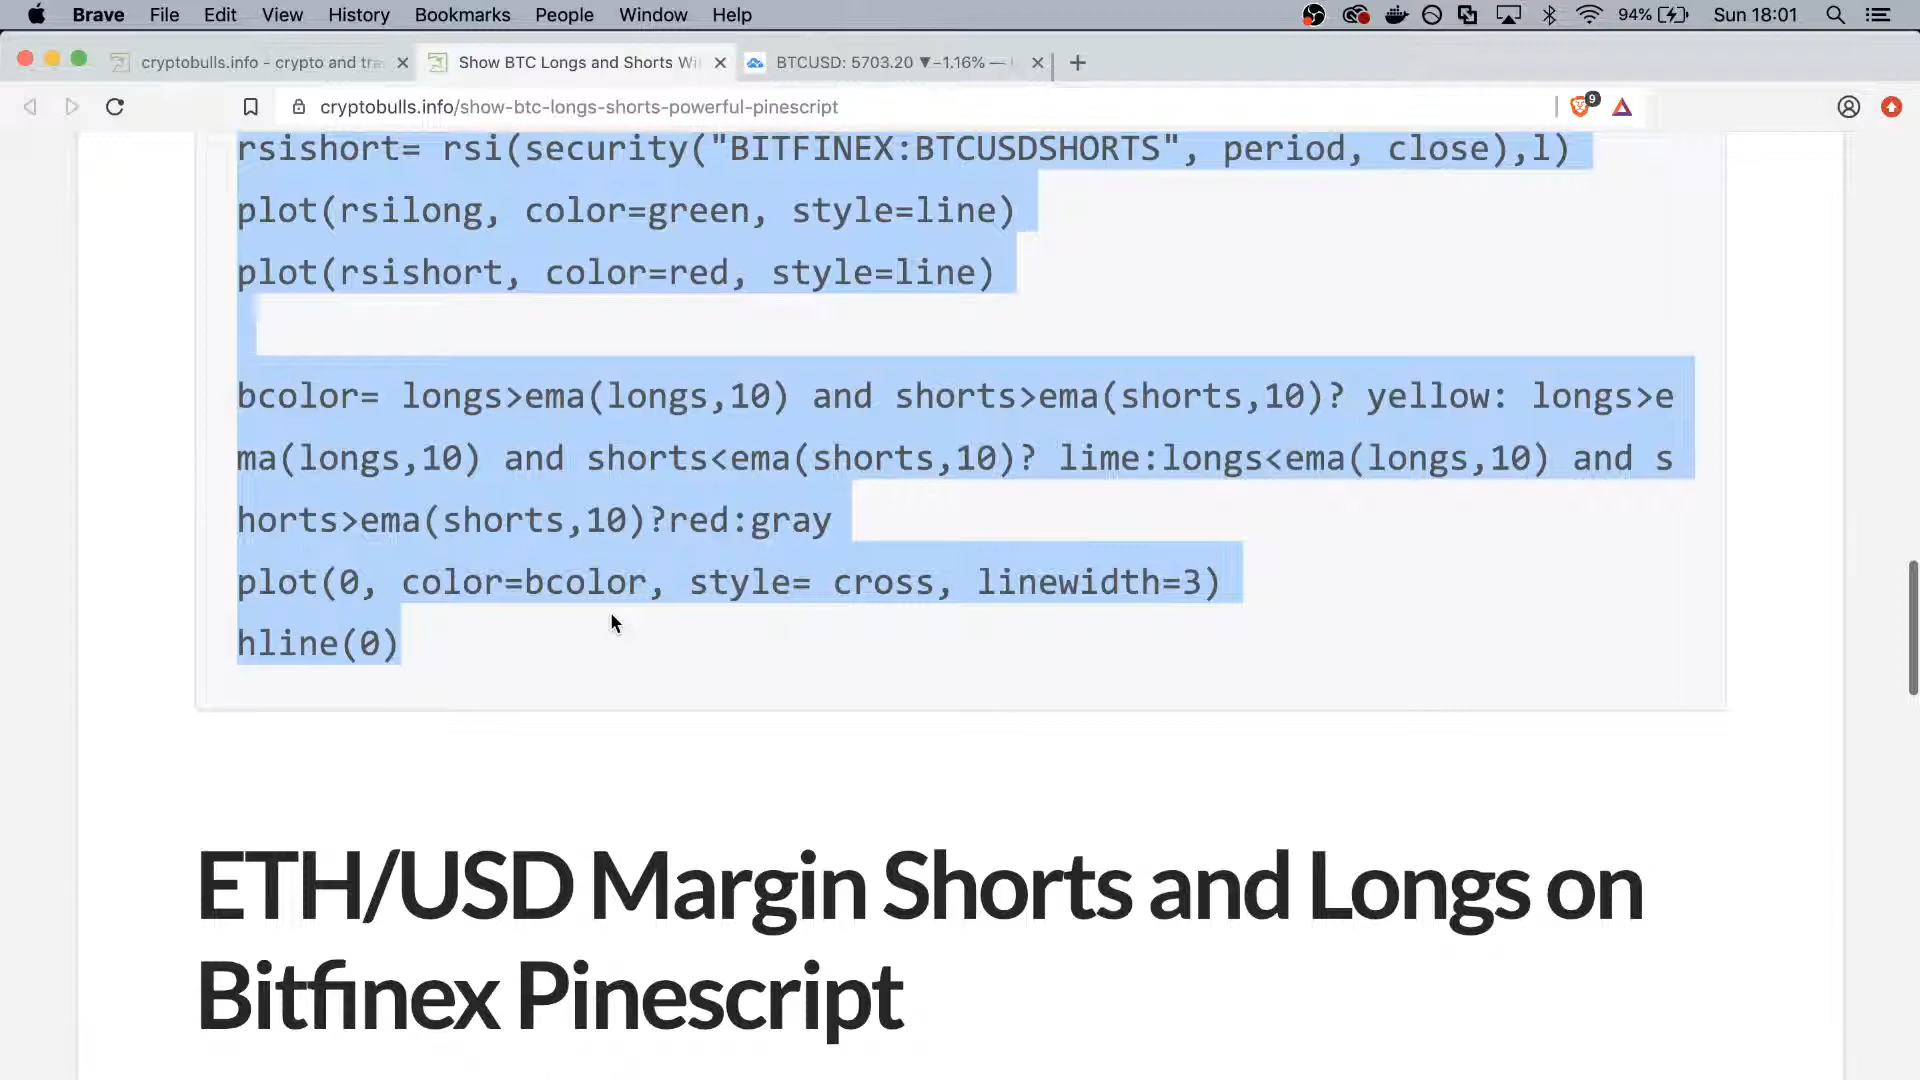 Brave File Edit View History Bookmarks People Window Help 94% Sun 18:01
cryptobulls.info - crypto and tra Show BTC Longs and Shorts Wi BTCUSD: 5703.20 ▼−1.16% —
cryptobulls.info/show-btc-longs-shorts-powerful-pinescript 9
rsishort= rsi(security("BITFINEX:BTCUSDSHORTS", period, close),l)
plot(rsilong, color=green, style=line)
plot(rsishort, color=red, style=line)
bcolor= longs>ema(longs,10) and shorts>ema(shorts,10)? yellow: longs>e
ma(longs,10) and shorts<ema(shorts,10)? lime:longs<ema(longs,10) and s
horts>ema(shorts,10)?red:gray
plot(0, color=bcolor, style= cross, linewidth=3)
hline(0)
ETH/USD Margin Shorts and Longs on
Bitfinex Pinescript